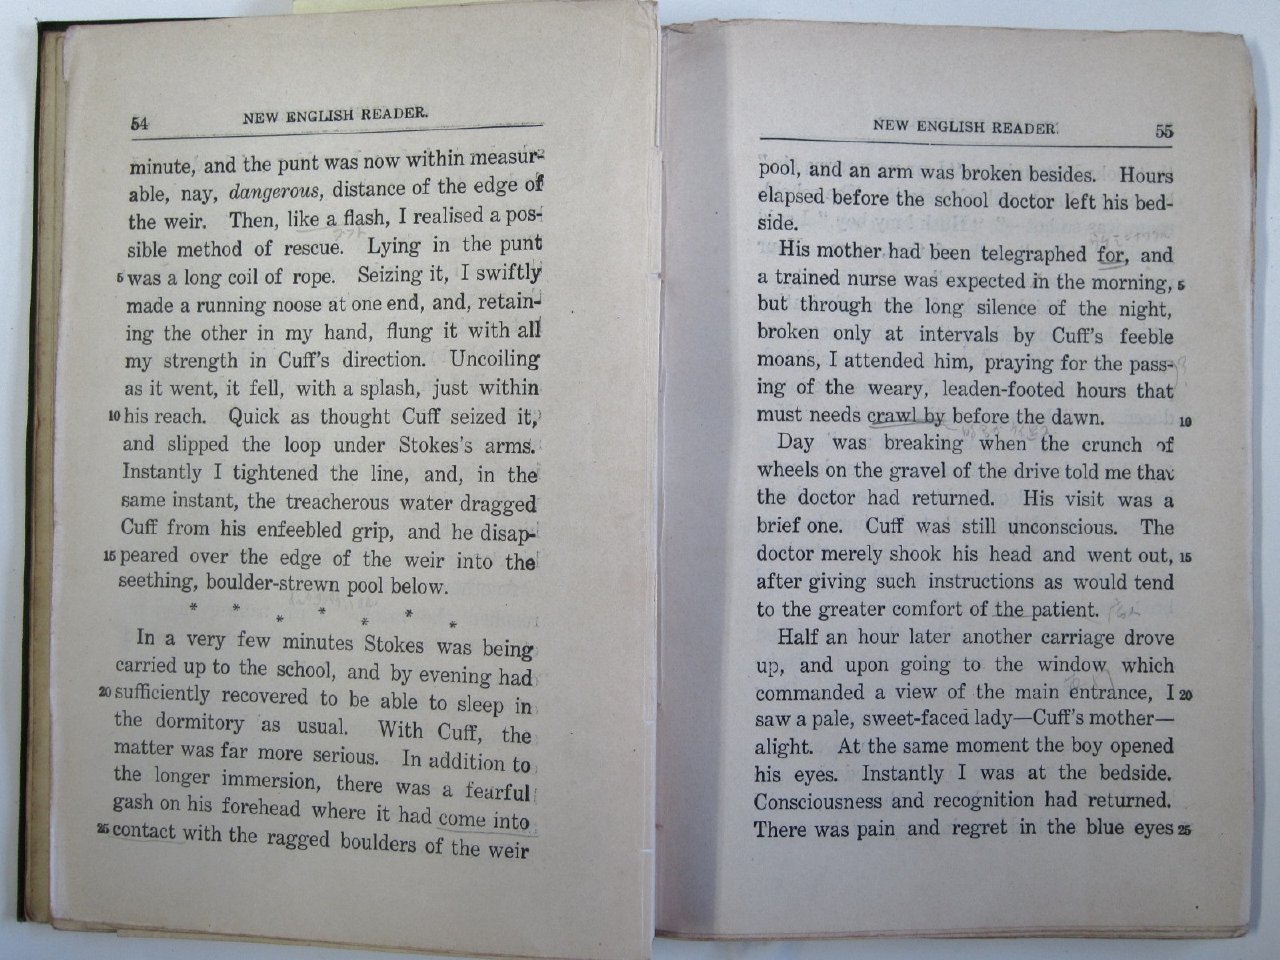 54
NEW ENGLISH READER.
minute, and the punt was now within measur-
able, nay, dangerous, distance of the edge of
the weir. Then, like a flash, I realised a pos-
sible method of rescue. Lying in the punt
5 was a long coil of rope. Seizing it, I swiftly
made a running noose at one end, and, retain-
ing the other in my hand, flung it with all
my strength in Cuff's direction. Uncoiling
as it went, it fell, with a splash, just within
10 his reach. Quick as thought Cuff seized it,
and slipped the loop under Stokes's arms.
Instantly I tightened the line, and, in the
same instant, the treacherous water dragged
Cuff from his enfeebled grip, and he disap-
15 peared over the edge of the weir into the
seething, boulder-strewn pool below.
* * * * * * *
In a very few minutes Stokes was being
carried up to the school, and by evening had
20 sufficiently recovered to be able to sleep in
the dormitory as usual. With Cuff, the
matter was far more serious. In addition to
the longer immersion, there was a fearful
gash on his forehead where it had come into
25 contact with the ragged boulders of the weir
NEW ENGLISH READER.
55
pool, and an arm was broken besides. Hours
elapsed before the school doctor left his bed-
side.
His mother had been telegraphed for, and
a trained nurse was expected in the morning, 5
but through the long silence of the night,
broken only at intervals by Cuff's feeble
moans, I attended him, praying for the pass-
ing of the weary, leaden-footed hours that
must needs crawl by before the dawn. 10
Day was breaking when the crunch of
wheels on the gravel of the drive told me that
the doctor had returned. His visit was a
brief one. Cuff was still unconscious. The
doctor merely shook his head and went out, 15
after giving such instructions as would tend
to the greater comfort of the patient.
Half an hour later another carriage drove
up, and upon going to the window which
commanded a view of the main entrance, I 20
saw a pale, sweet-faced lady—Cuff's mother—
alight. At the same moment the boy opened
his eyes. Instantly I was at the bedside.
Consciousness and recognition had returned.
There was pain and regret in the blue eyes 25